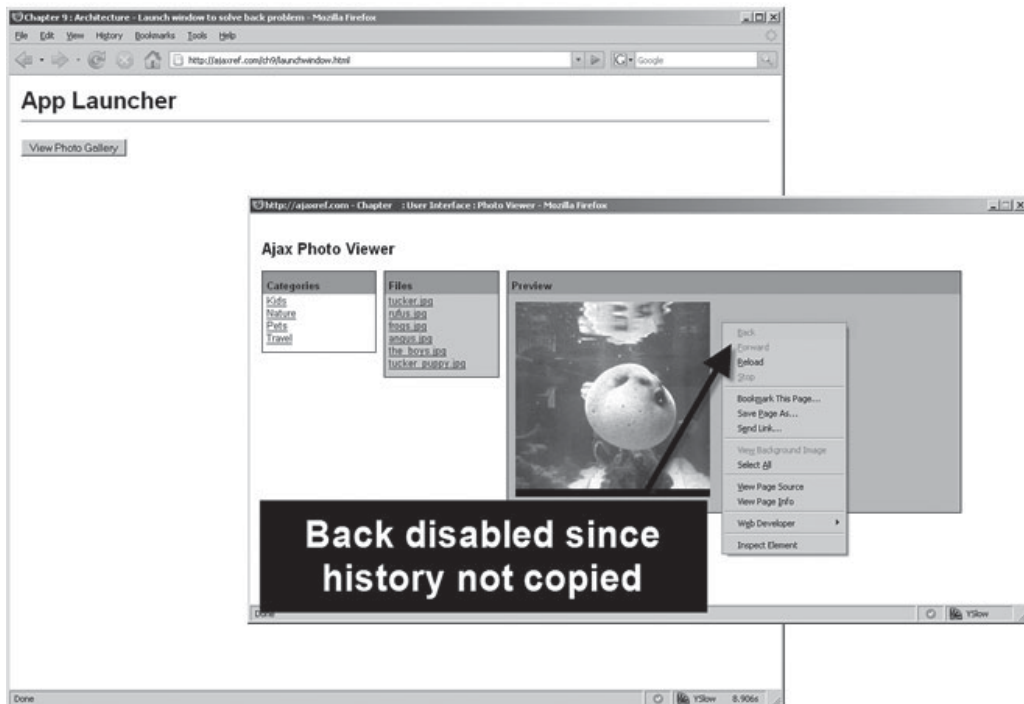 Chapter 9 : Architecture - Launch window to solve back problem - Mozilla Firefox
File Edit View History Bookmarks Tools Help
http://ajaxref.com/ch9/launchwindow.html
Google
App Launcher
View Photo Gallery
http://ajaxref.com - Chapter : User Interface : Photo Viewer - Mozilla Firefox
Ajax Photo Viewer
Categories
Kids
Nature
Pets
Travel
Files
tucker.jpg
rufus.jpg
frogs.jpg
angus.jpg
the_boys.jpg
tucker_puppy.jpg
Preview
Back
Forward
Reload
Stop
Bookmark This Page...
Save Page As...
Send Link...
View Background Image
Select All
View Page Source
View Page Info
Web Developer
Inspect Element
Back disabled since
history not copied
Done
YSlow
Done
YSlow 8.906s